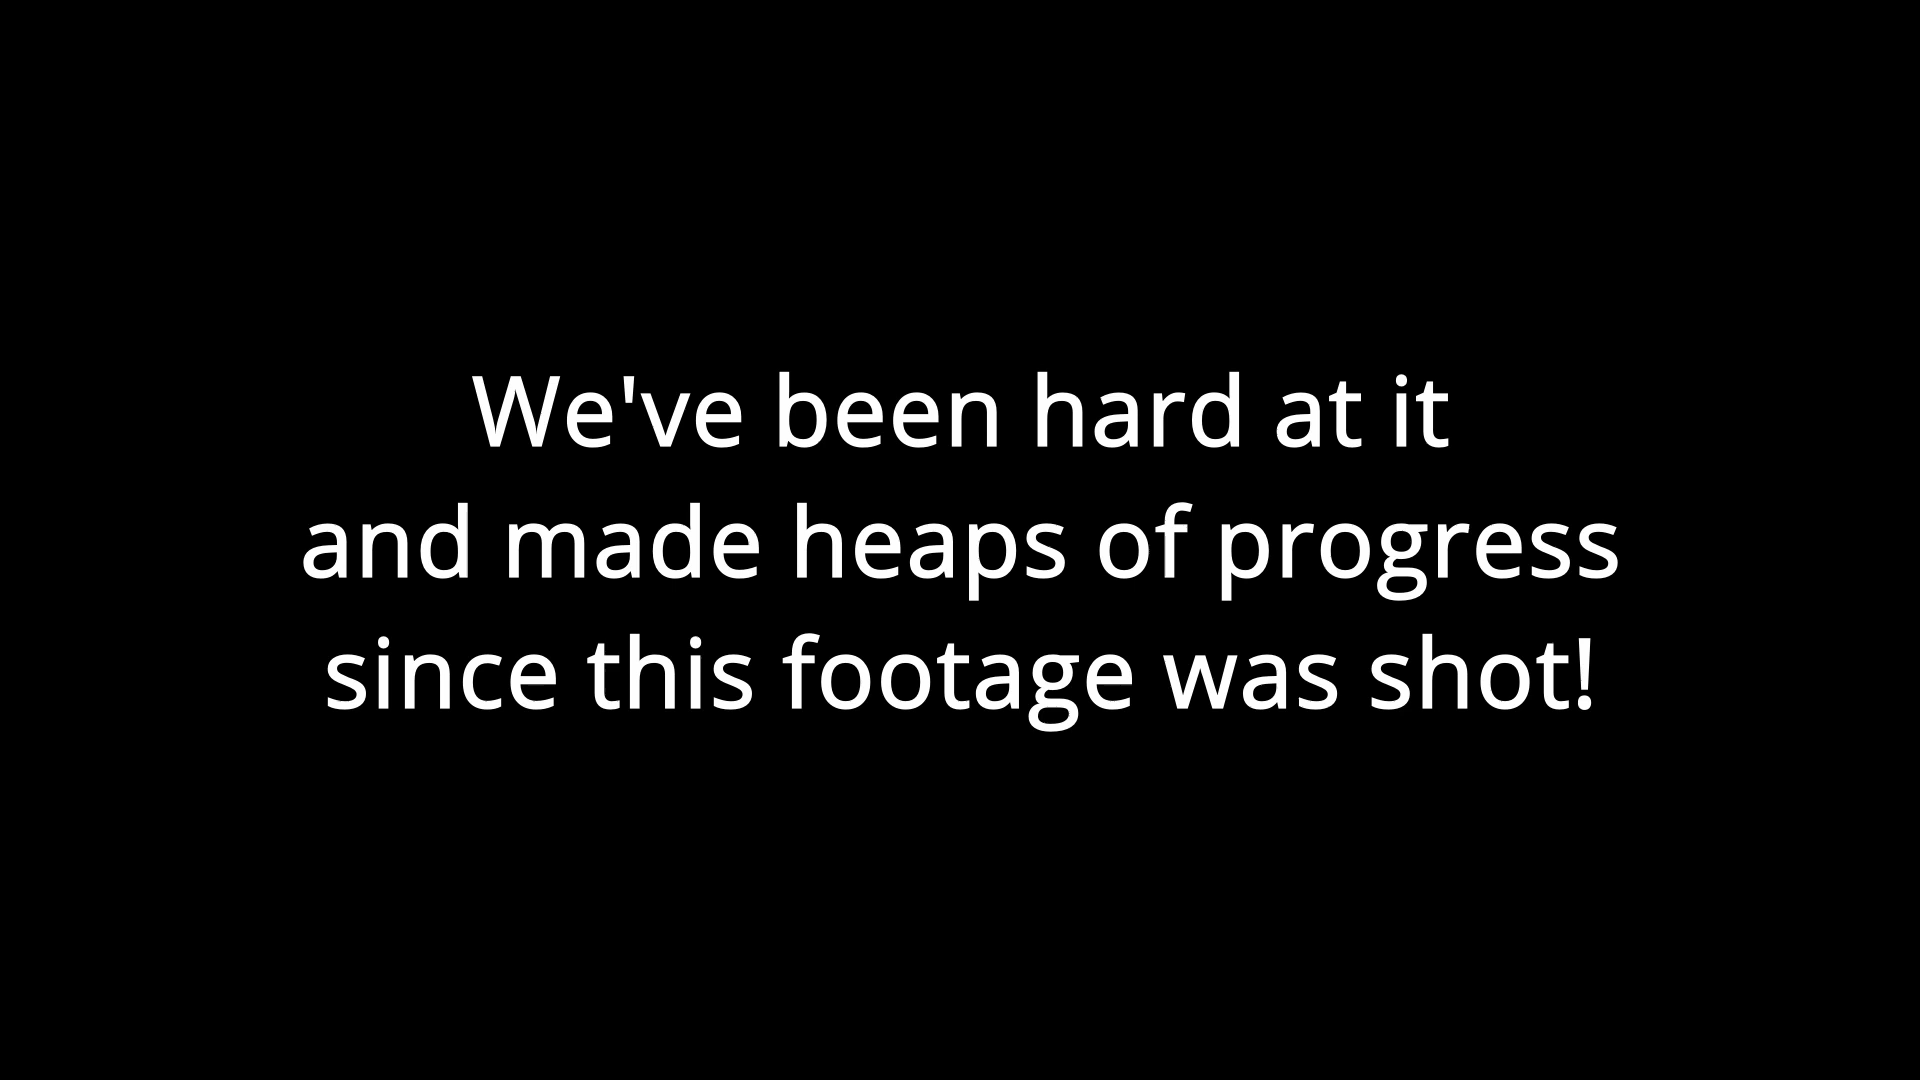 We've been hard at it
and made heaps of progress
since this footage was shot!